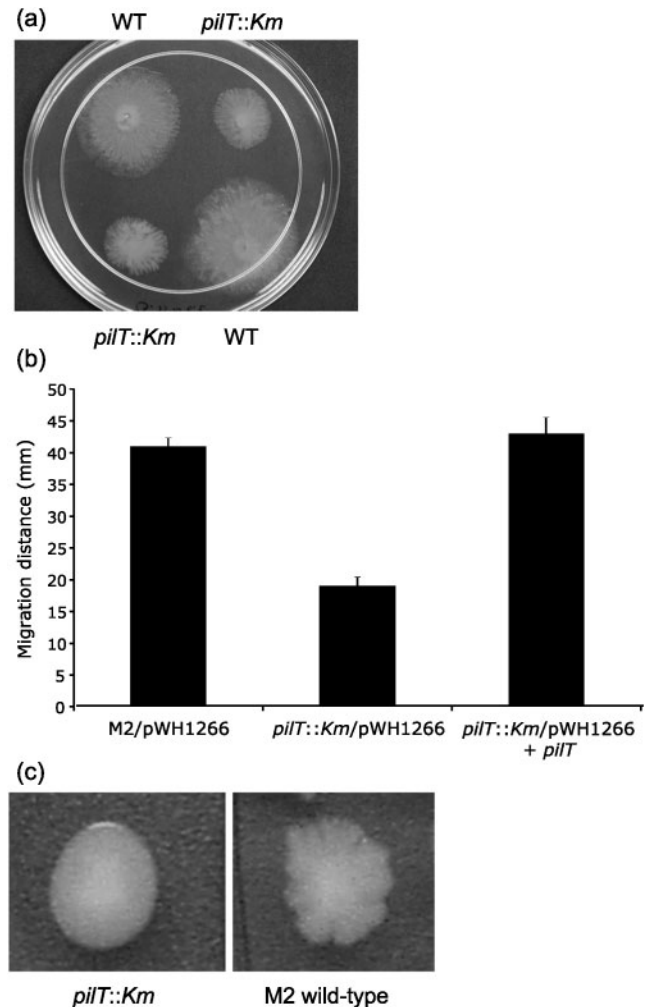 (a)
WT pilT::Km
pilT::Km WT
(b)
Migration distance (mm)
50
45
40
35
30
25
20
15
10
5
0
M2/pWH1266 pilT::Km/pWH1266 pilT::Km/pWH1266
+ pilT
(c)
pilT::Km M2 wild-type